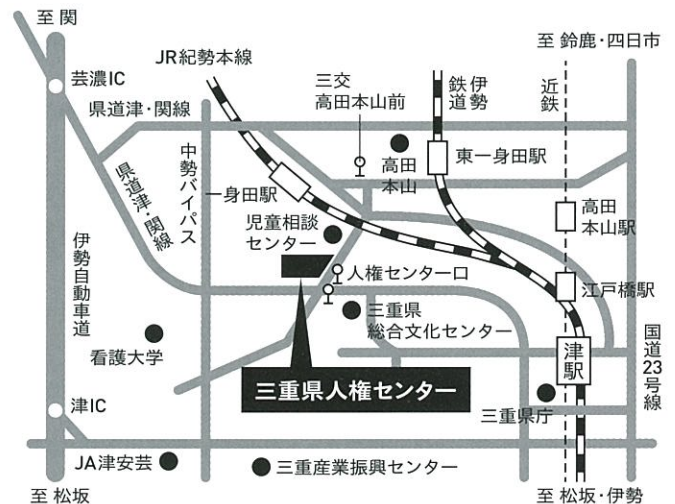 至 関
至 鈴鹿・四日市
JR紀勢本線
芸濃IC
三交
高田本山前
伊勢
鉄道
近鉄
県道津・関線
中勢バイパス
県道津・関線
高田
本山
東一身田駅
一身田駅
高田
本山駅
児童相談
センター
伊勢自動車道
人権センター口
江戸橋駅
三重県
総合文化センター
看護大学
国道23号線
津駅
三重県人権センター
津IC
三重県庁
JA津安芸
三重産業振興センター
至 松坂
至 松坂・伊勢